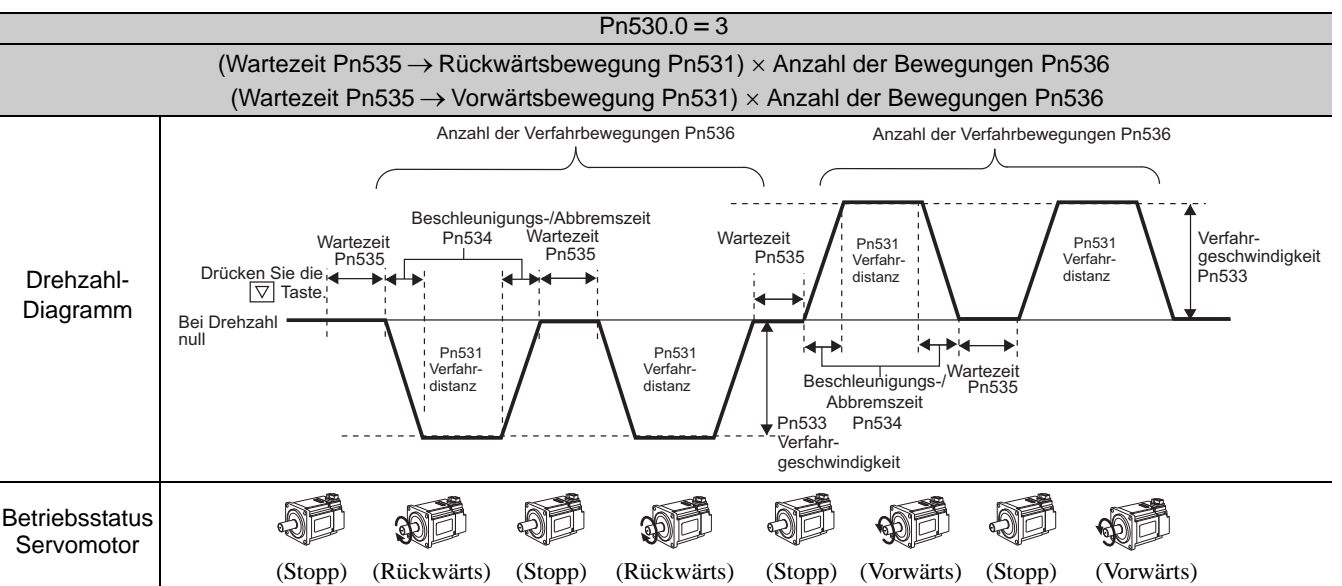 Pn530.0 = 3
(Wartezeit Pn535 → Rückwärtsbewegung Pn531) × Anzahl der Bewegungen Pn536
(Wartezeit Pn535 → Vorwärtsbewegung Pn531) × Anzahl der Bewegungen Pn536
Drehzahl-
Diagramm
Anzahl der Verfahrbewegungen Pn536
Anzahl der Verfahrbewegungen Pn536
Beschleunigungs-/Abbremszeit
Pn534
Wartezeit
Pn535
Wartezeit
Pn535
Wartezeit
Pn535
Drücken Sie die
Taste.
Bei Drehzahl
null
Pn531
Verfahr-
distanz
Pn531
Verfahr-
distanz
Pn531
Verfahr-
distanz
Pn531
Verfahr-
distanz
Verfahr-
geschwindigkeit
Pn533
Beschleunigungs-/
Abbremszeit
Pn534
Wartezeit
Pn535
Pn533
Verfahr-
geschwindigkeit
Betriebsstatus
Servomotor
(Stopp) (Rückwärts) (Stopp) (Rückwärts) (Stopp) (Vorwärts) (Stopp) (Vorwärts)